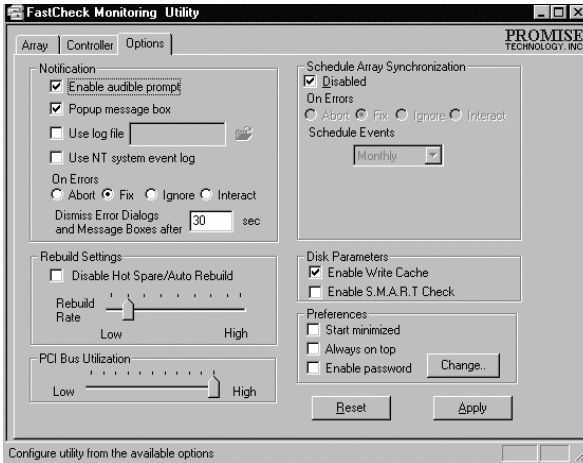 FastCheck Monitoring Utility
Array
Controller
Options
PROMISE
TECHNOLOGY, INC
Notification
Enable audible prompt
Popup message box
Use log file
Use NT system event log
On Errors
Abort Fix Ignore Interact
Dismiss Error Dialogs
and Message Boxes after 30 sec
Rebuild Settings
Disable Hot Spare/Auto Rebuild
Rebuild
Rate
Low High
PCI Bus Utilization
Low High
Schedule Array Synchronization
Disabled
On Errors
Abort Fix Ignore Interact
Schedule Events
Monthly
Disk Parameters
Enable Write Cache
Enable S.M.A.R.T Check
Preferences
Start minimized
Always on top
Enable password
Change..
Reset
Apply
Configure utility from the available options